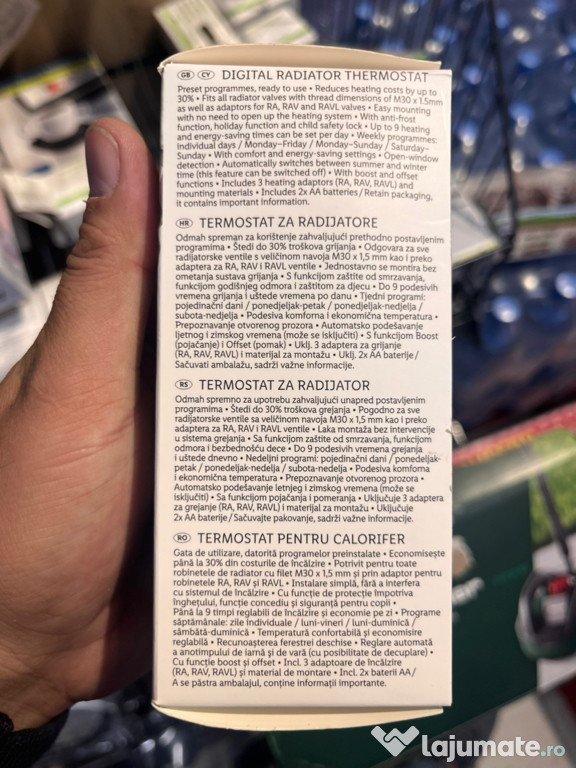 GB CY DIGITAL RADIATOR THERMOSTAT
Preset programmes, ready to use • Reduces heating costs by up to
30% • Fits all radiator valves with thread dimensions of M30 x 1.5mm
as well as adaptors for RA, RAV and RAVL valves • Easy mounting
with no need to open up the heating system • With anti-frost
function, holiday function and child safety lock • Up to 9 heating
and energy-saving times can be set per day • Weekly programmes:
individual days / Monday–Friday / Monday–Sunday / Saturday–
Sunday • With comfort and energy-saving settings • Open-window
detection • Automatically switches between summer and winter
time (this feature can be switched off) • With boost and offset
functions • Includes 3 heating adaptors (RA, RAV, RAVL) and
mounting materials • Includes 2x AA batteries / Retain packaging,
it contains important information.
HR TERMOSTAT ZA RADIJATORE
Odmah spreman za korištenje zahvaljujući prethodno postavljenim
programima • Štedi do 30% troškova grijanja • Odgovara za sve
radijatorske ventile s veličinom navoja M30 x 1,5 mm kao i preko
adaptera za RA, RAV i RAVL ventile • Jednostavno se montira bez
ometanja sustava grijanja • S funkcijom zaštite od smrzavanja,
funkcijom godišnjeg odmora i zaštitom za djecu • Do 9 podesivih
vremena grijanja i uštede vremena po danu • Tjedni programi:
pojedinačni dani / ponedjeljak-petak / ponedjeljak-nedjelja /
subota-nedjelja • Podesiva komforna i ekonomična temperatura •
Prepoznavanje otvorenog prozora • Automatsko podešavanje
ljetnog i zimskog vremena (može se isključiti) • S funkcijom Boost
(pojačanje) i Offset (pomak) • Uklj. 3 adaptera za grijanje
(RA, RAV, RAVL) i materijal za montažu • Uklj. 2x AA baterije /
Sačuvati ambalažu, sadrži važne informacije.
RS TERMOSTAT ZA RADIJATOR
Odmah spremno za upotrebu zahvaljujući unapred postavljenim
programima • Štedi do 30% troškova grejanja • Pogodno za sve
radijatorske ventile sa veličinom navoja M30 x 1,5 mm kao i preko
adaptera za RA, RAV i RAVL ventile • Laka montaža bez intervencije
u sistema grejanja • Sa funkcijom zaštite od smrzavanja, funkcijom
odmora i bezbednošću dece • Do 9 podesivih vremena grejanja
i uštede dnevno • Nedeljni programi: pojedinačni dani / ponedeljak-
petak / ponedeljak-nedelja / subota-nedelja • Podesiva komforna
i ekonomična temperatura • Prepoznavanje otvorenog prozora •
Automatsko podešavanje letnjeg i zimskog vremena (može se
isključiti) • Sa funkcijom pojačanja i pomeranja • Uključuje 3 adaptera
za grejanje (RA, RAV, RAVL) i materijal za montažu • Uključuje
2x AA baterije / Sačuvajte pakovanje, sadrži važne informacije.
RO TERMOSTAT PENTRU CALORIFER
Gata de utilizare, datorită programelor preinstalate • Economisește
până la 30% din costurile de încălzire • Potrivit pentru toate
robinetele de radiator cu filet M30 x 1,5 mm și prin adaptor pentru
robinetele RA, RAV și RAVL • Instalare simplă, fără a interfera
cu sistemul de încălzire • Cu funcție de protecție împotriva
înghețului, funcție concediu și siguranță pentru copii •
Până la 9 timpi reglabili de încălzire și economie pe zi • Programe
săptămânale: zile individuale / luni-vineri / luni-duminică /
sâmbătă-duminică • Temperatură confortabilă și economisire
reglabilă • Recunoașterea ferestrei deschise • Reglare automată
a anotimpului de iarnă și de vară (cu posibilitate de decuplare) •
Cu funcție boost și offset • Incl. 3 adaptoare de încălzire
(RA, RAV, RAVL) și material de montare • Incl. 2x baterii AA /
A se păstra ambalajul, conține informații importante.
lajumate.ro